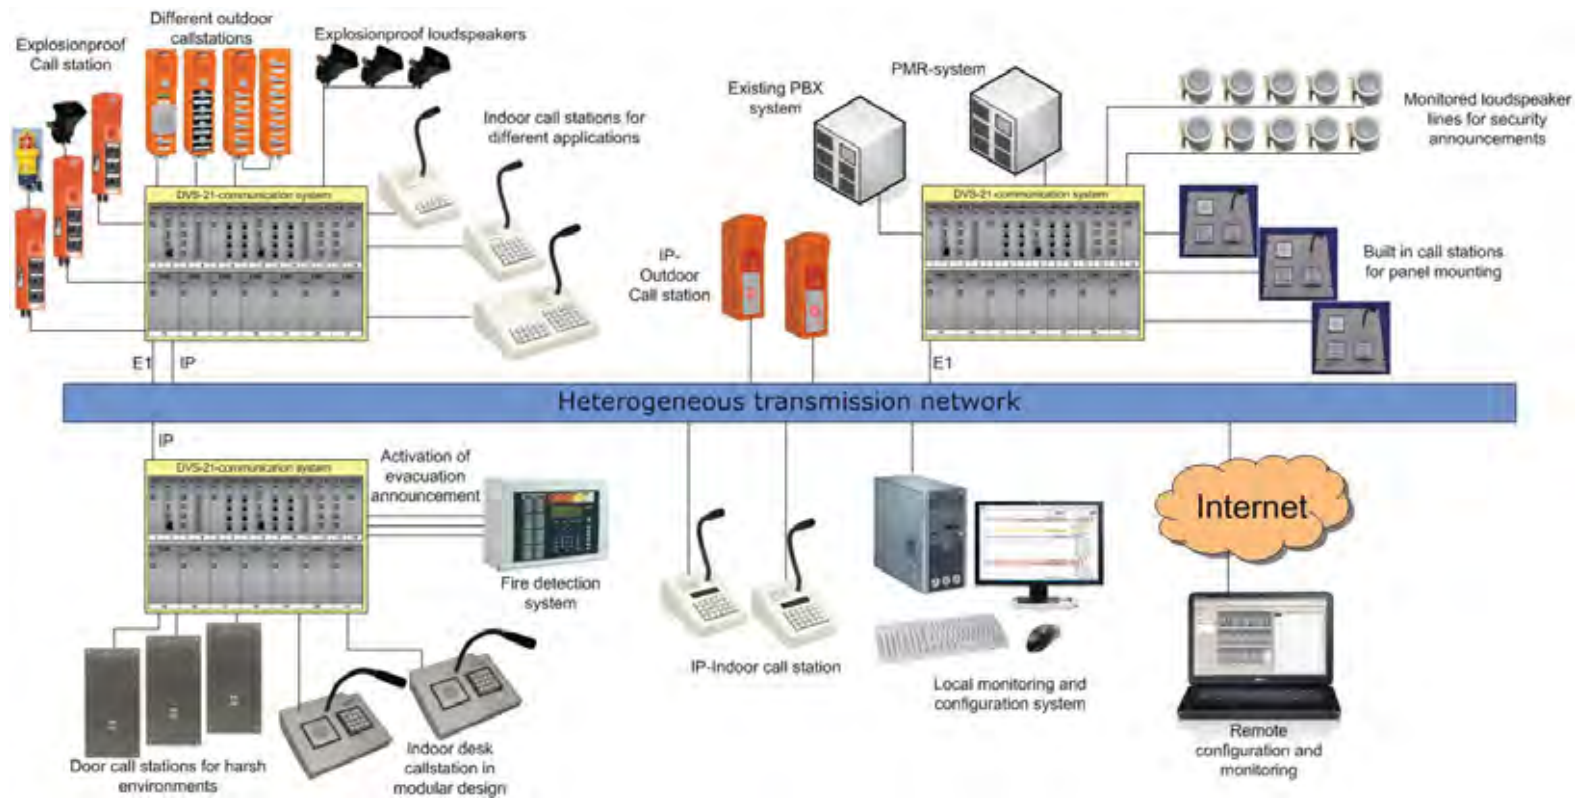 Different outdoor
callstations
Explosionproof
Call station
Explosionproof loudspeakers
Indoor call stations for
different applications
DVS-21-communication system
E1
IP
Existing PBX
system
PMR-system
Monitored loudspeaker
lines for security
announcements
DVS-21-communication system
IP-
Outdoor
Call station
Built in call stations
for panel mounting
E1
Heterogeneous transmission network
IP
DVS-21-communication system
Activation of
evacuation
announcement
Fire detection
system
Door call stations for harsh
environments
Indoor desk
callstation in
modular design
IP-Indoor call station
Local monitoring and
configuration system
Internet
Remote
configuration and
monitoring